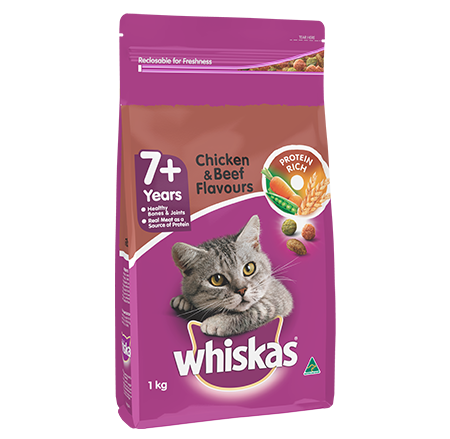 Reclosable for Freshness
7+
Years
Healthy
Bones & Joints
Real Meat as a
Source of Protein
Chicken
& Beef
Flavours
PROTEIN
RICH
whiskas®
1 kg